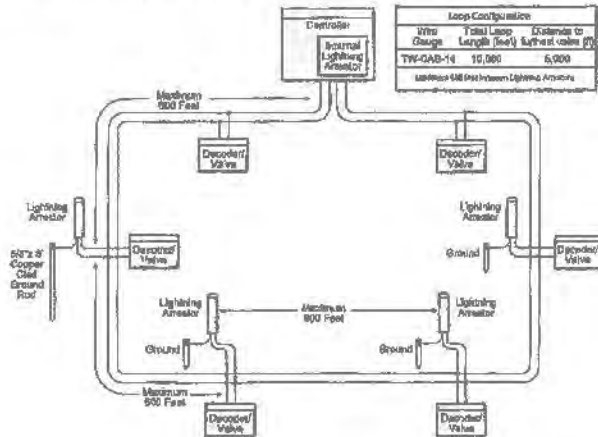 Controller
Internal
Lightning
Arrestor
Loop Configuration
Wire Gauge
Total Loop Length (feet)
Distance to furthest valve (ft)
TW-CAB-14 10,000 5,000
Lightning Arrestors
Maximum
500 Feet
Decoder/
Valve
Decoder/
Valve
Lightning
Arrestor
Lightning
Arrestor
5/8"x 8'
Copper
Clad
Ground
Rod
Decoder/
Valve
Ground
Decoder/
Valve
Lightning
Arrestor
Maximum
Feet
Lightning
Arrestor
Ground
Ground
Maximum
500 Feet
Decoder/
Valve
Decoder/
Valve